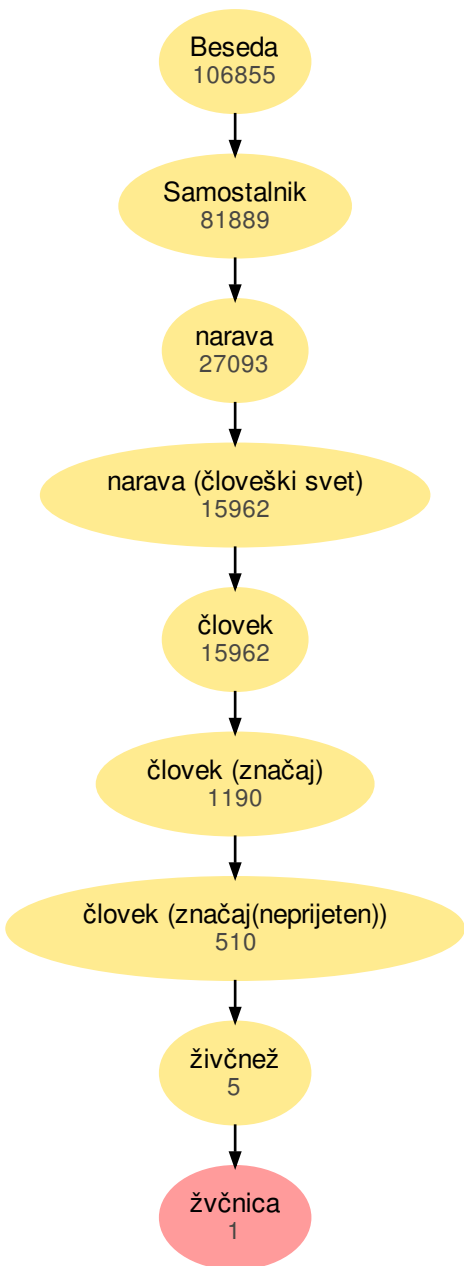 Beseda
106855
Samostalnik
81889
narava
27093
narava (človeški svet)
15962
človek
15962
človek (značaj)
1190
človek (značaj(neprijeten))
510
živčnež
5
žvčnica
1